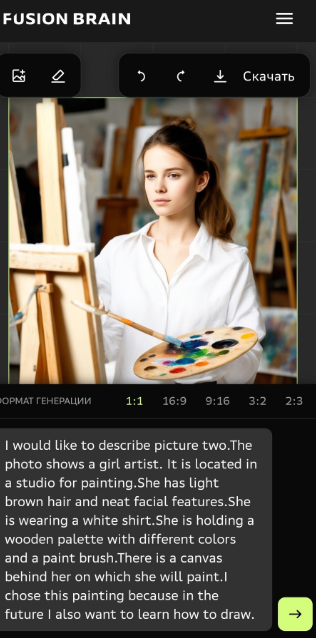 FUSION BRAIN
Скачать
ФОРМАТ ГЕНЕРАЦИИ 1:1 16:9 9:16 3:2 2:3
I would like to describe picture two.The
photo shows a girl artist. It is located in
a studio for painting.She has light
brown hair and neat facial features.She
is wearing a white shirt.She is holding a
wooden palette with different colors
and a paint brush.There is a canvas
behind her on which she will paint.I
chose this painting because in the
future I also want to learn how to draw.